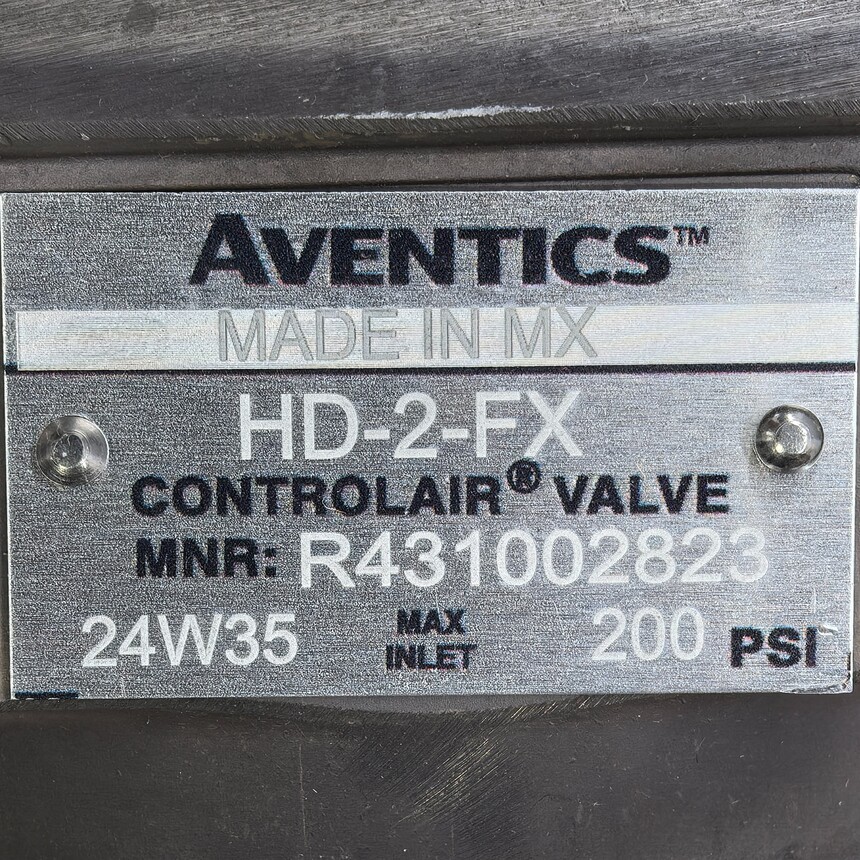 AVENTICS™
MADE IN MX
HD-2-FX
CONTROLAIR® VALVE
MNR: R431002823
24W35 MAX INLET 200 PSI